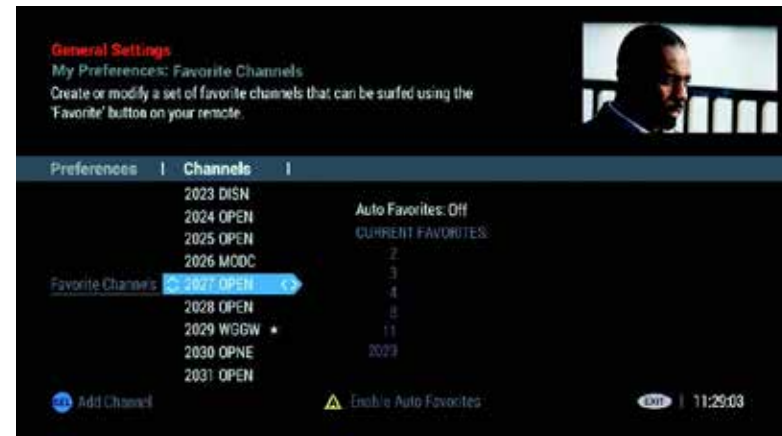 General Settings
My Preferences: Favorite Channels
Create or modify a set of favorite channels that can be surfed using the
'Favorite' button on your remote.
Preferences | Channels |
2023 DISN
2024 OPEN
2025 OPEN
2026 MODC
Favorite Channels 2027 OPEN
2028 OPEN
2029 WGGW ★
2030 OPNE
2031 OPEN
Auto Favorites: Off
CURRENT FAVORITES:
2
3
4
8
11
2023
SEL Add Channel
A Enable Auto Favorites
EXIT | 11:29:03